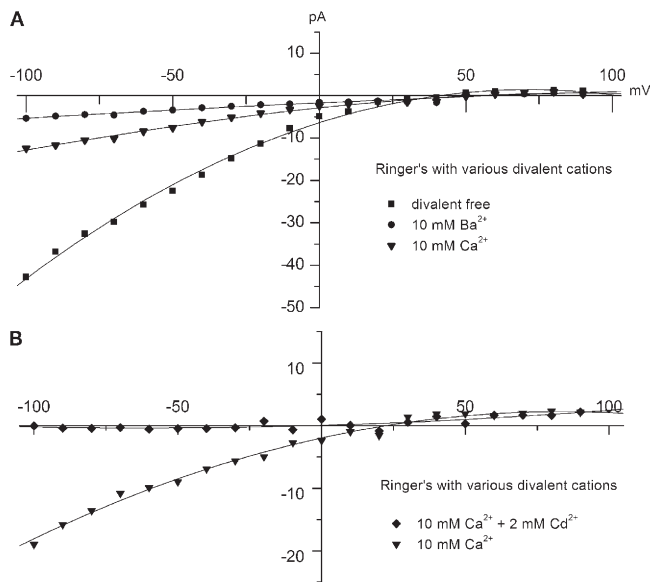 A
pA
10
-100
-50
50
100
mV
-10
-20
-30
-40
-50
Ringer's with various divalent cations
divalent free
10 mM Ba²⁺
10 mM Ca²⁺
B
10
-100
-50
50
100
-10
-20
Ringer's with various divalent cations
10 mM Ca²⁺ + 2 mM Cd²⁺
10 mM Ca²⁺